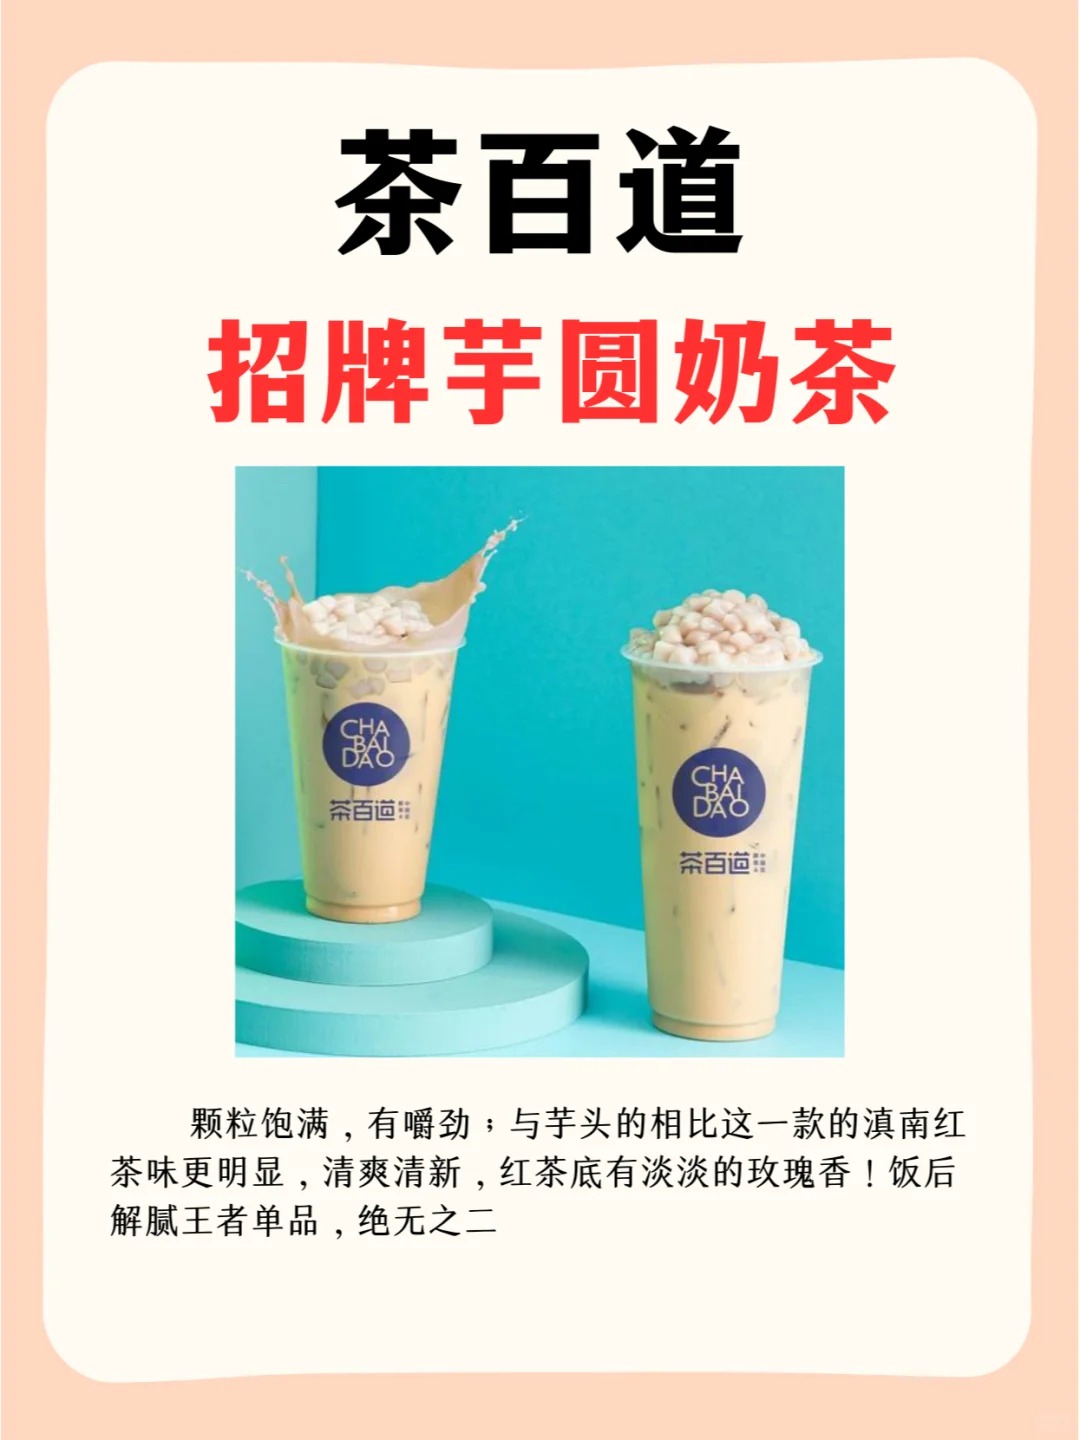 茶百道
招牌芋圆奶茶
CHA
BAI
DAO
茶百道
CHA
BAI
DAO
茶百道
颗粒饱满，有嚼劲；与芋头的相比这一款的滇南红
茶味更明显，清爽清新，红茶底有淡淡的玫瑰香！饭后
解腻王者单品，绝无之二